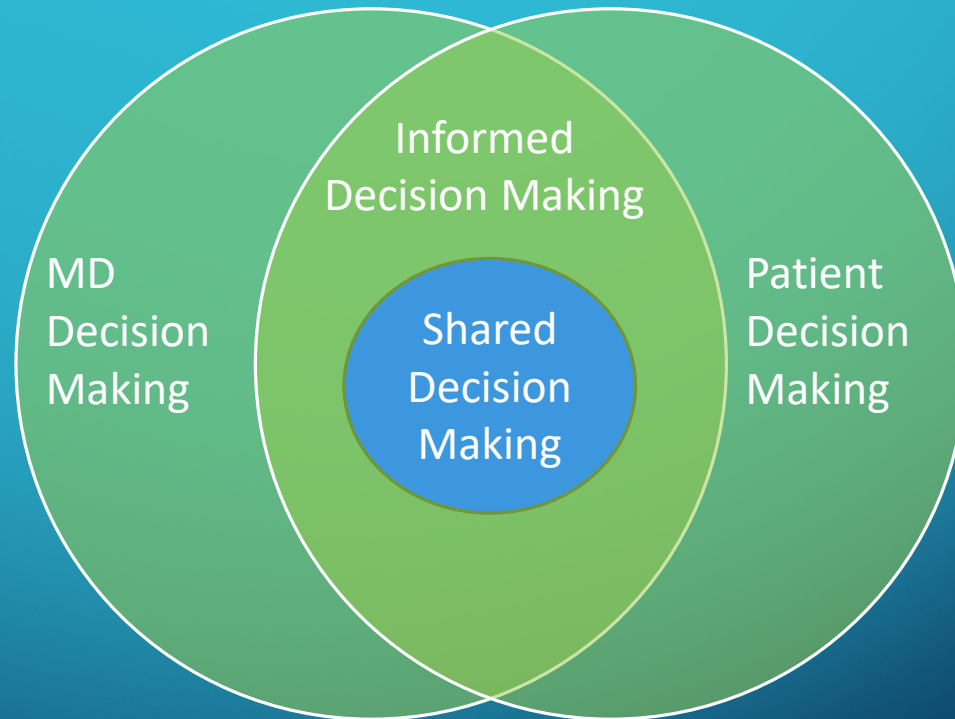 Informed
Decision Making
MD
Decision
Making
Shared
Decision
Making
Patient
Decision
Making